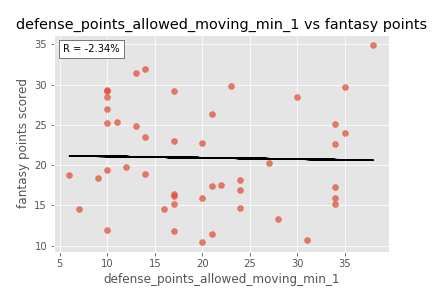 defense_points_allowed_moving_min_1 vs fantasy points
R = -2.34%
fantasy points scored
35
30
25
20
15
10
5 10 15 20 25 30 35
defense_points_allowed_moving_min_1